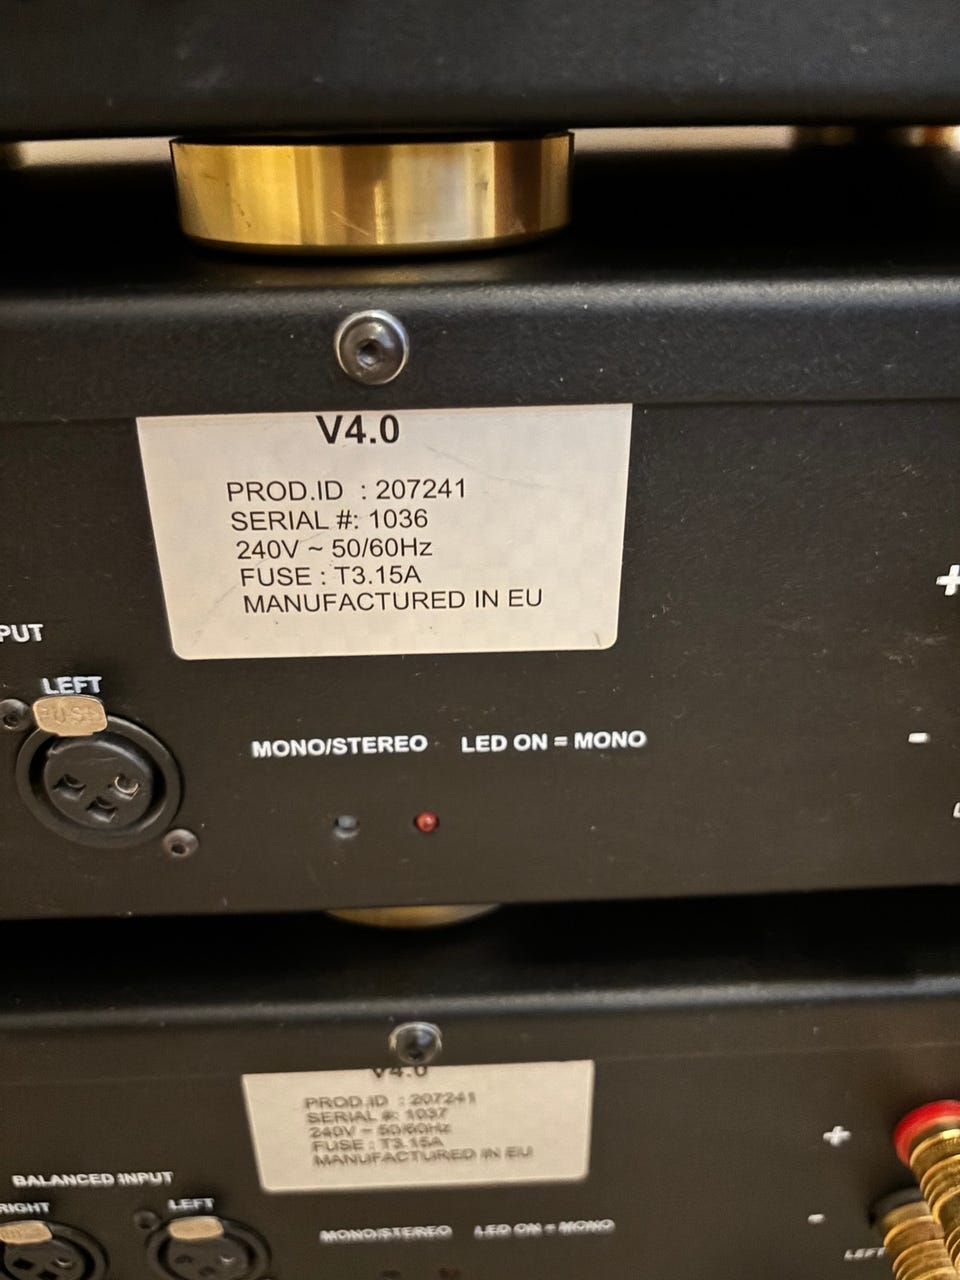 V4.0
PROD.ID : 207241
SERIAL #: 1036
240V ~ 50/60Hz
FUSE : T3.15A
MANUFACTURED IN EU
PUT
LEFT
PUSH
MONO/STEREO LED ON = MONO
+
-
V4.0
PROD.ID : 207241
SERIAL #: 1037
240V ~ 50/60Hz
FUSE : T3.15A
MANUFACTURED IN EU
BALANCED INPUT
RIGHT LEFT
MONO/STEREO LED ON = MONO
+
-
LEFT